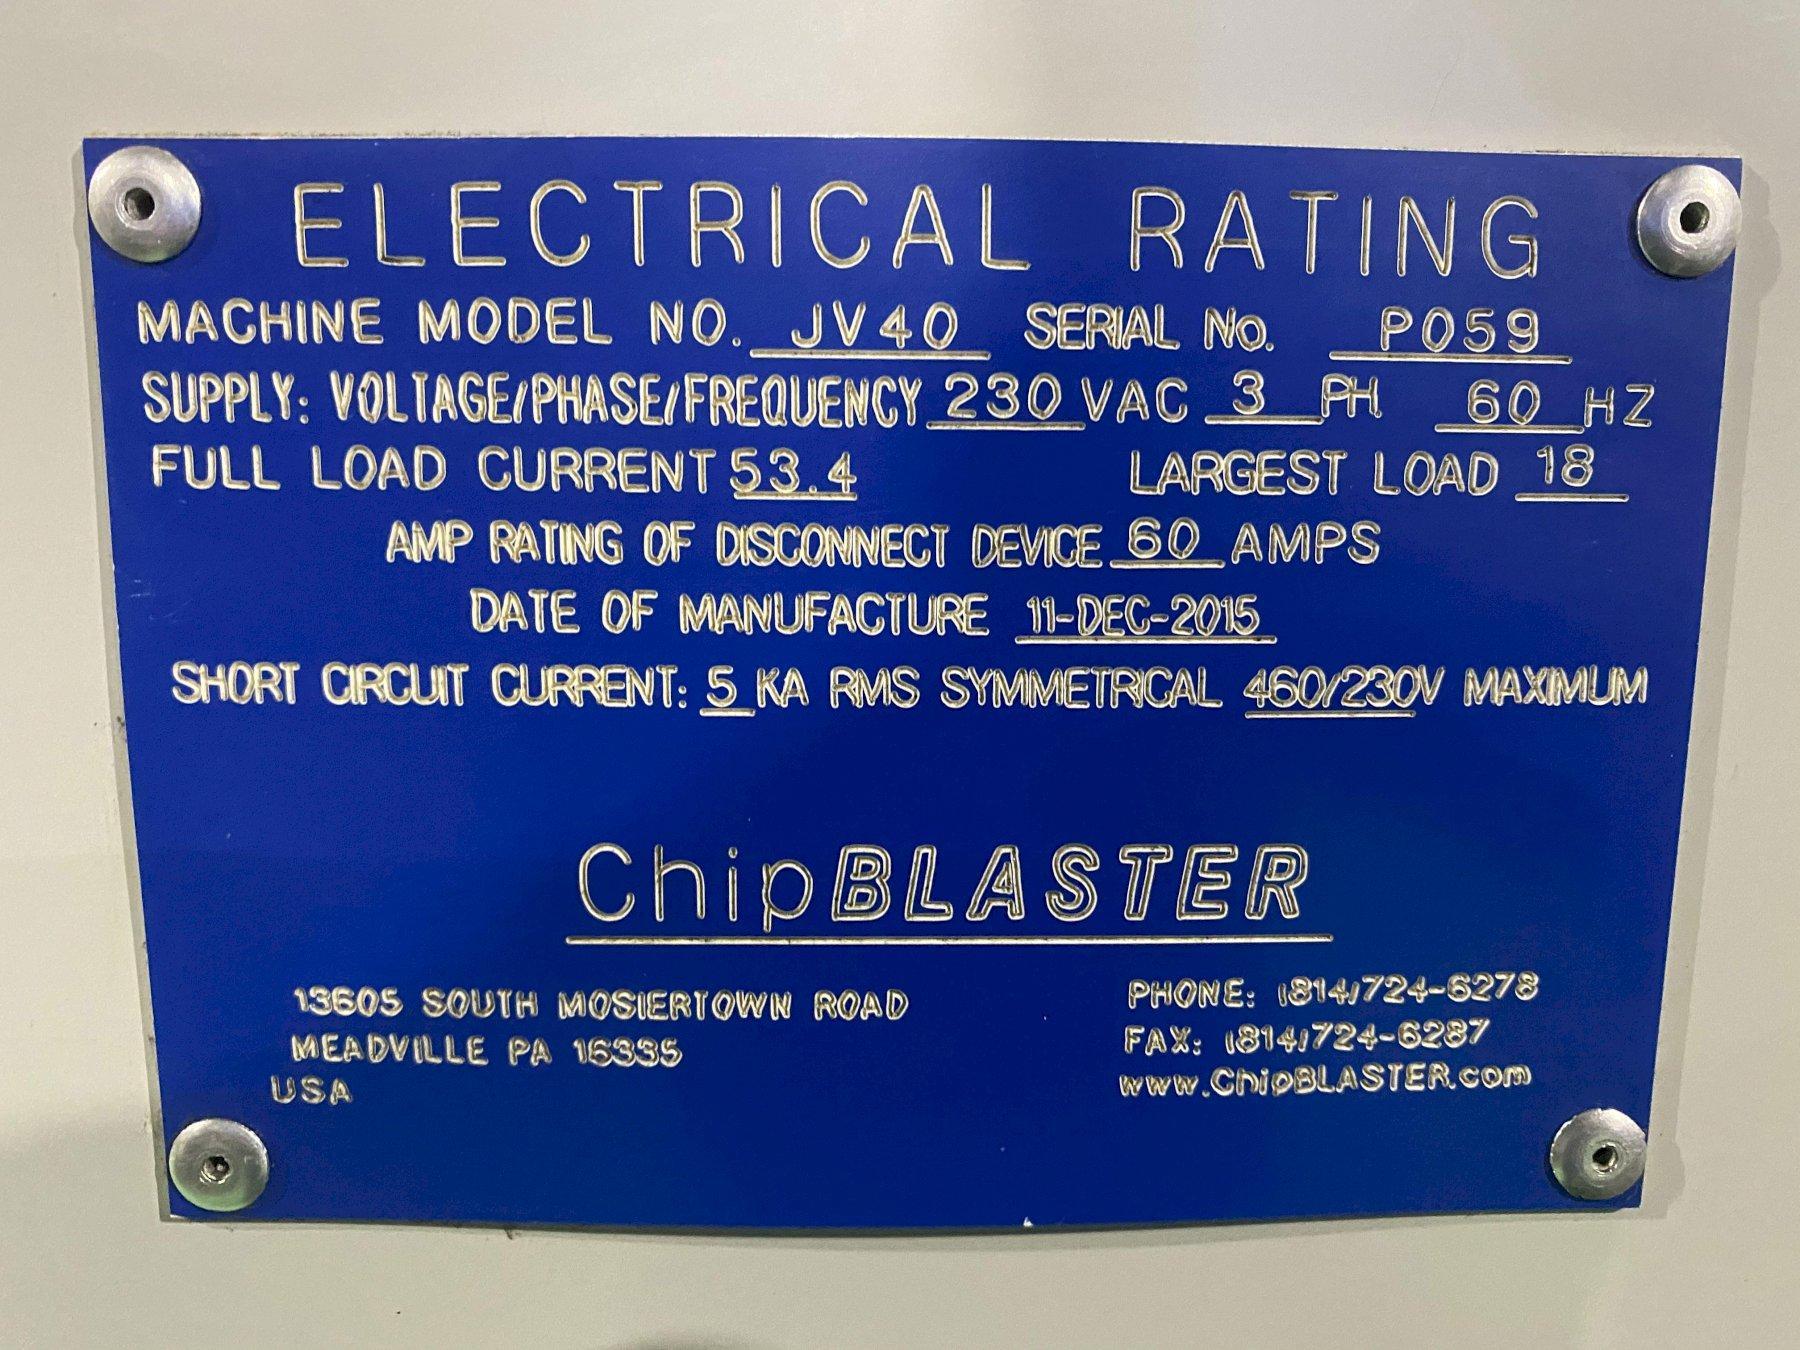 ELECTRICAL RATING
MACHINE MODEL NO. JV40 SERIAL No. P059
SUPPLY: VOLTAGE/PHASE/FREQUENCY 230 VAC 3 PH. 60 HZ
FULL LOAD CURRENT 53.4 LARGEST LOAD 18
AMP RATING OF DISCONNECT DEVICE 60 AMPS
DATE OF MANUFACTURE 11-DEC-2015
SHORT CIRCUIT CURRENT: 5 KA RMS SYMMETRICAL 460/230V MAXIMUM
ChipBLASTER
13605 SOUTH MOSIERTOWN ROAD
MEADVILLE PA 16335
USA
PHONE: (814)724-6278
FAX: (814)724-6287
www.ChipBLASTER.com